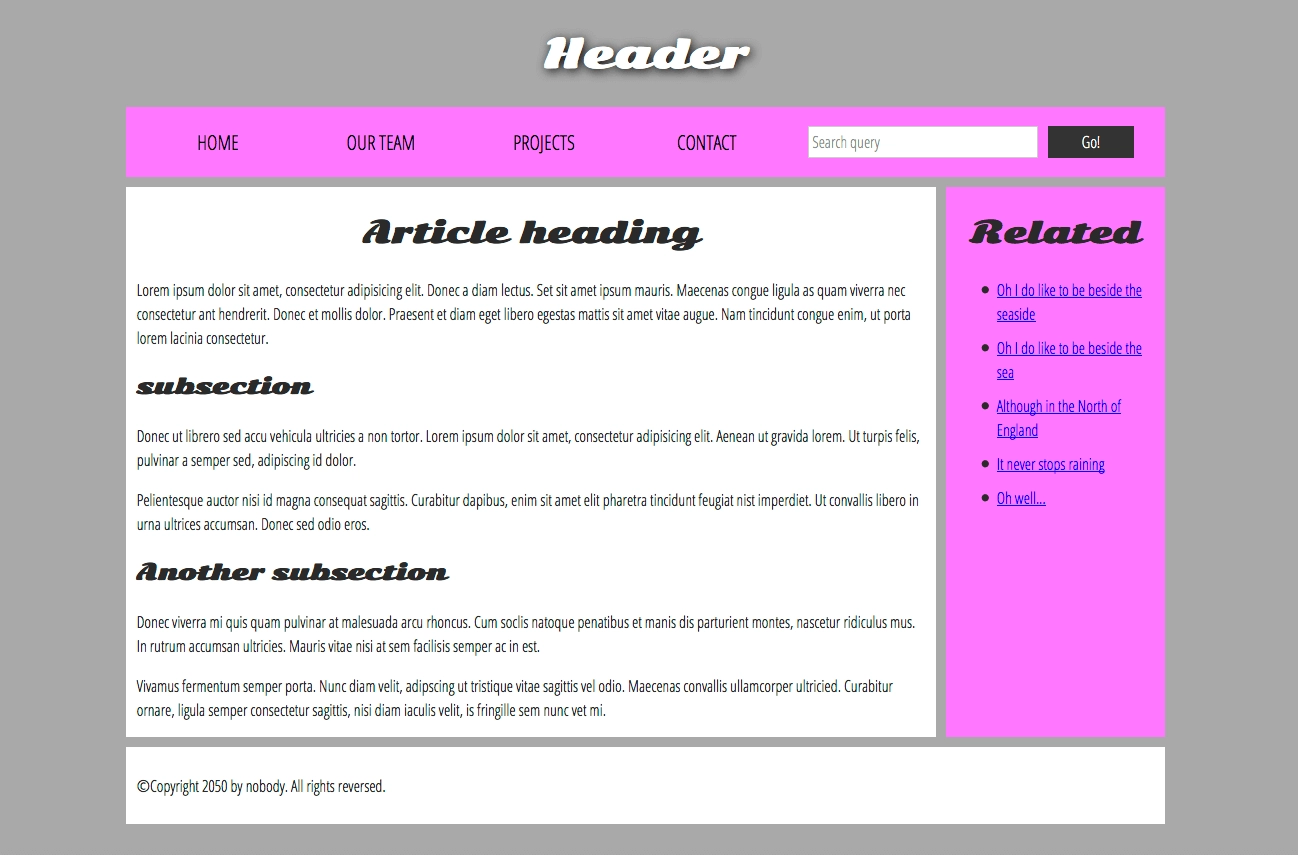 Header
HOME OUR TEAM PROJECTS CONTACT Search query Go!
Article heading
Lorem ipsum dolor sit amet, consectetur adipisicing elit. Donec a diam lectus. Set sit amet ipsum mauris. Maecenas congue ligula as quam viverra nec
consectetur ant hendrerit. Donec et mollis dolor. Praesent et diam eget libero egestas mattis sit amet vitae augue. Nam tincidunt congue enim, ut porta
lorem lacinia consectetur.
subsection
Donec ut librero sed accu vehicula ultricies a non tortor. Lorem ipsum dolor sit amet, consectetur adipisicing elit. Aenean ut gravida lorem. Ut turpis felis,
pulvinar a semper sed, adipiscing id dolor.
Pelientesque auctor nisi id magna consequat sagittis. Curabitur dapibus, enim sit amet elit pharetra tincidunt feugiat nist imperdiet. Ut convallis libero in
urna ultrices accumsan. Donec sed odio eros.
Another subsection
Donec viverra mi quis quam pulvinar at malesuada arcu rhoncus. Cum soclis natoque penatibus et manis dis parturient montes, nascetur ridiculus mus.
In rutrum accumsan ultricies. Mauris vitae nisi at sem facilisis semper ac in est.
Vivamus fermentum semper porta. Nunc diam velit, adipscing ut tristique vitae sagittis vel odio. Maecenas convallis ullamcorper ultricied. Curabitur
ornare, ligula semper consectetur sagittis, nisi diam iaculis velit, is fringille sem nunc vet mi.
Related
Oh I do like to be beside the
seaside
Oh I do like to be beside the
sea
Although in the North of
England
It never stops raining
Oh well...
©Copyright 2050 by nobody. All rights reversed.